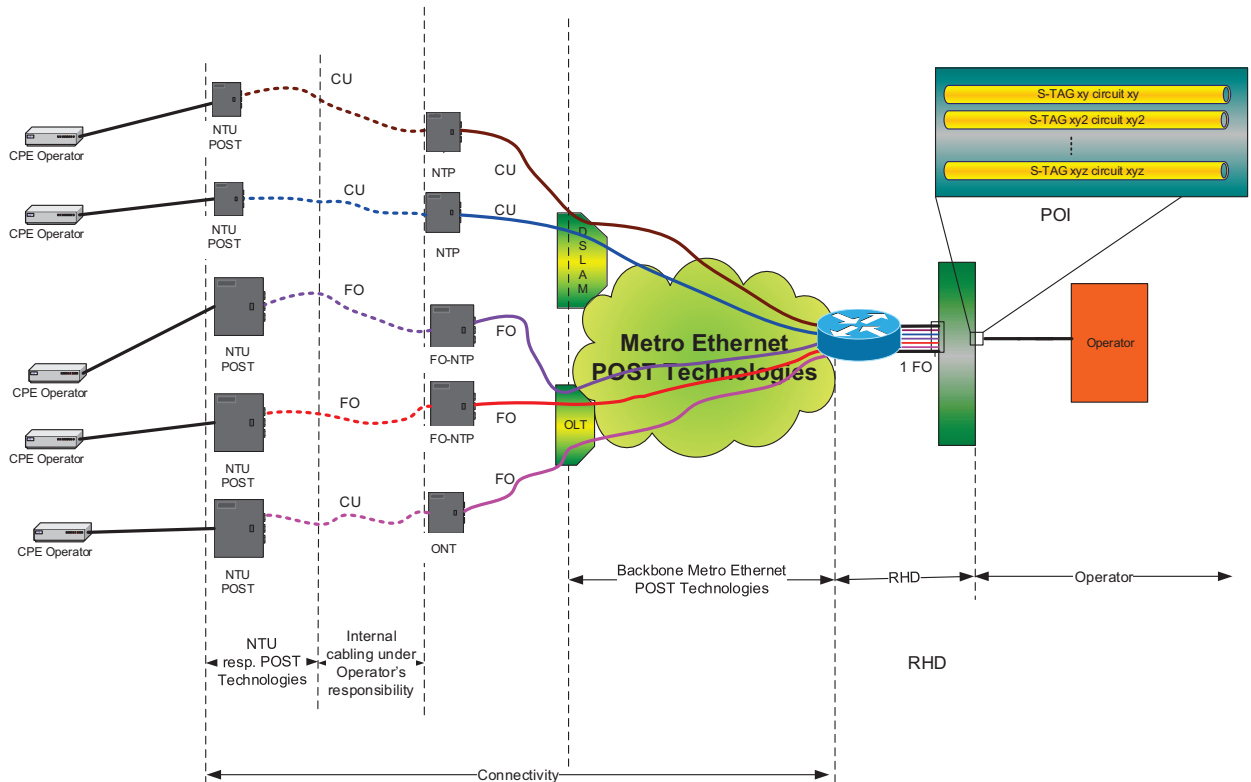 CU
S-TAG xy circuit xy
S-TAG xy2 circuit xy2
S-TAG xyz circuit xyz
POI
CPE Operator
NTU
POST
NTP
CU
CPE Operator
NTU
POST
CU
NTP
CU
D
S
L
A
M
CPE Operator
NTU
POST
FO
FO-NTP
FO
Metro Ethernet
POST Technologies
1 FO
Operator
CPE Operator
NTU
POST
FO
FO-NTP
FO
OLT
CPE Operator
NTU
POST
CU
ONT
FO
Backbone Metro Ethernet
POST Technologies
RHD
Operator
NTU
resp. POST
Technologies
Internal
cabling under
Operator's
responsibility
RHD
Connectivity